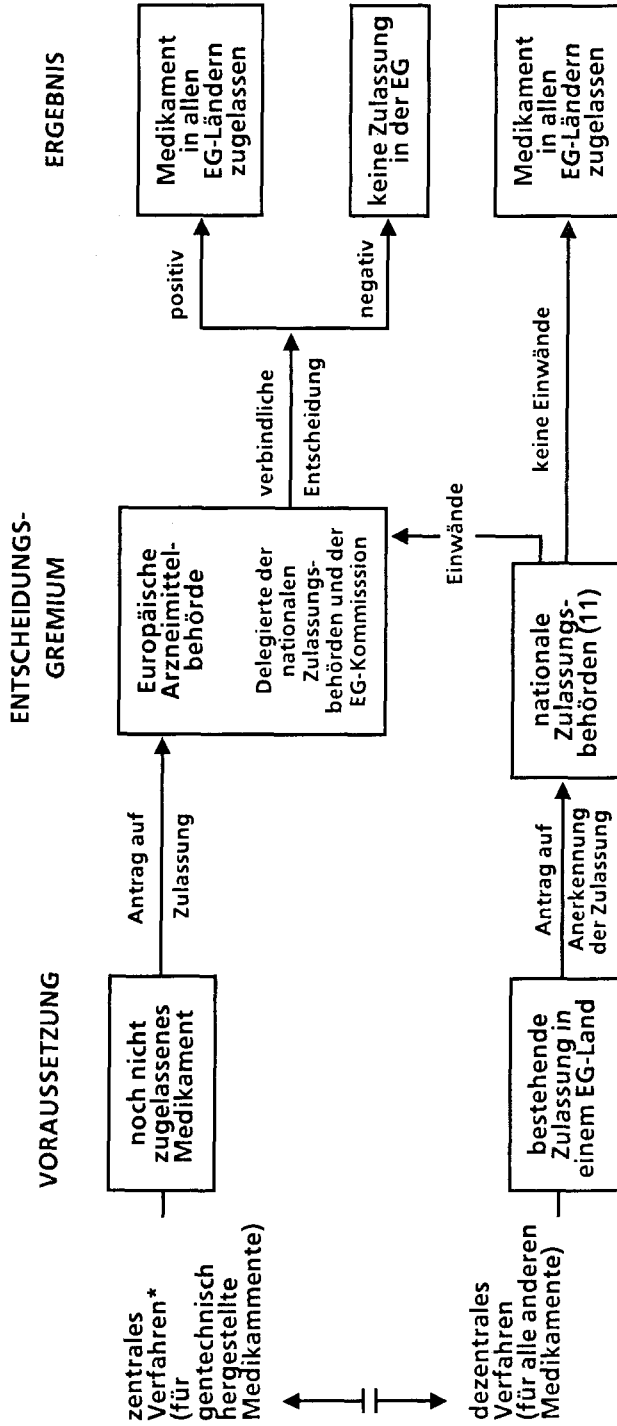 VORAUSSETZUNG
ENTSCHEIDUNGS-
GREMIUM
ERGEBNIS
zentrales
Verfahren*
(für
gentechnisch
hergestellte
Medikammente)
noch nicht
zugelassenes
Medikament
Antrag auf
Zulassung
Europäische
Arzneimittel-
behörde
Delegierte der
nationalen
Zulassungs-
behörden und der
EG-Kommisssion
verbindliche
Entscheidung
positiv
negativ
Medikament
in allen
EG-Ländern
zugelassen
keine Zulassung
in der EG
Einwände
dezentrales
Verfahren
(für alle anderen
Medikamente)
bestehende
Zulassung in
einem EG-Land
Antrag auf
Anerkennung
der Zulassung
nationale
Zulassungs-
behörden (11)
keine Einwände
Medikament
in allen
EG-Ländern
zugelassen